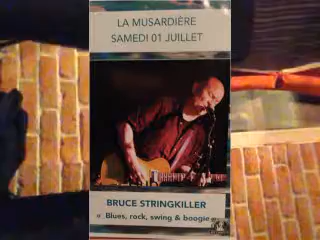 LA MUSARDIÈRE
SAMEDI 01 JUILLET
BRUCE STRINGKILLER
« Blues, rock, swing & boogie »